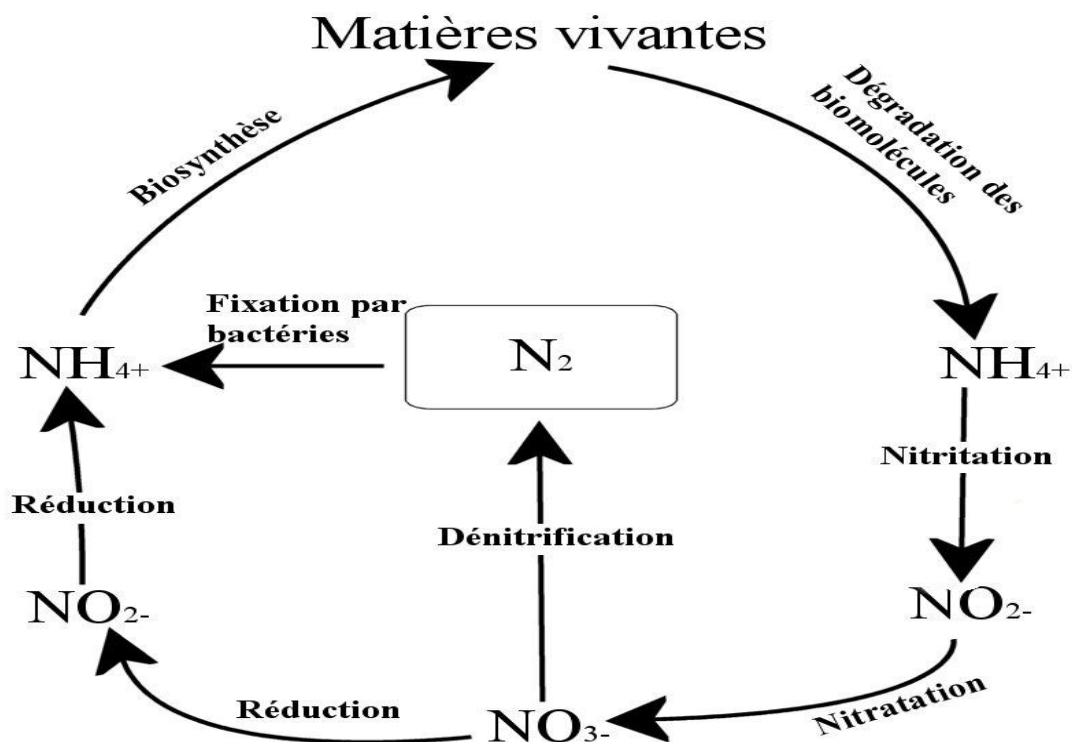 Matières vivantes
Biosynthèse
Dégradation des
biomolécules
Fixation par
bactéries
N2
NH4+
NH4+
Nitritation
Réduction
Dénitrification
NO2-
NO2-
Réduction
NO3-
Nitratation